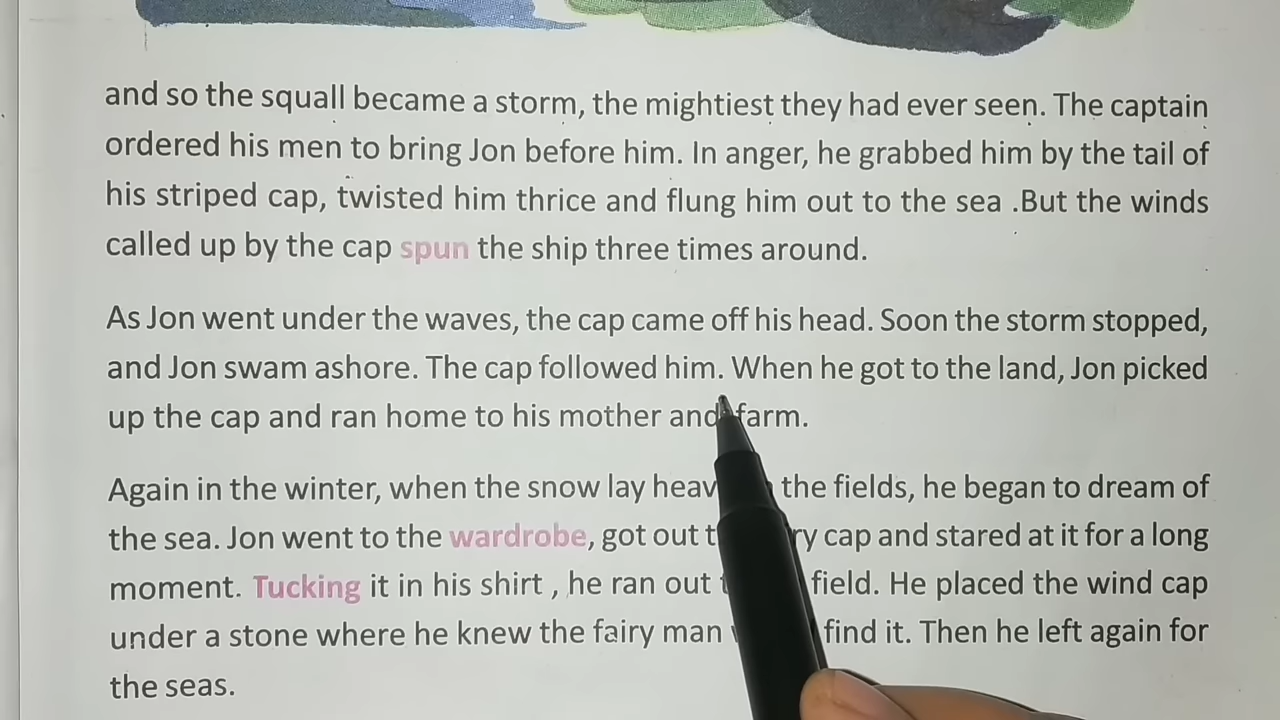 and so the squall became a storm, the mightiest they had ever seen. The captain
ordered his men to bring Jon before him. In anger, he grabbed him by the tail of
his striped cap, twisted him thrice and flung him out to the sea .But the winds
called up by the cap spun the ship three times around.
As Jon went under the waves, the cap came off his head. Soon the storm stopped,
and Jon swam ashore. The cap followed him. When he got to the land, Jon picked
up the cap and ran home to his mother and farm.
Again in the winter, when the snow lay the fields, he began to dream of
the sea. Jon went to the wardrobe, got out cap and stared at it for a long
moment. Tucking it in his shirt , he ran out field. He placed the wind cap
under a stone where he knew the fairy man find it. Then he left again for
the seas.